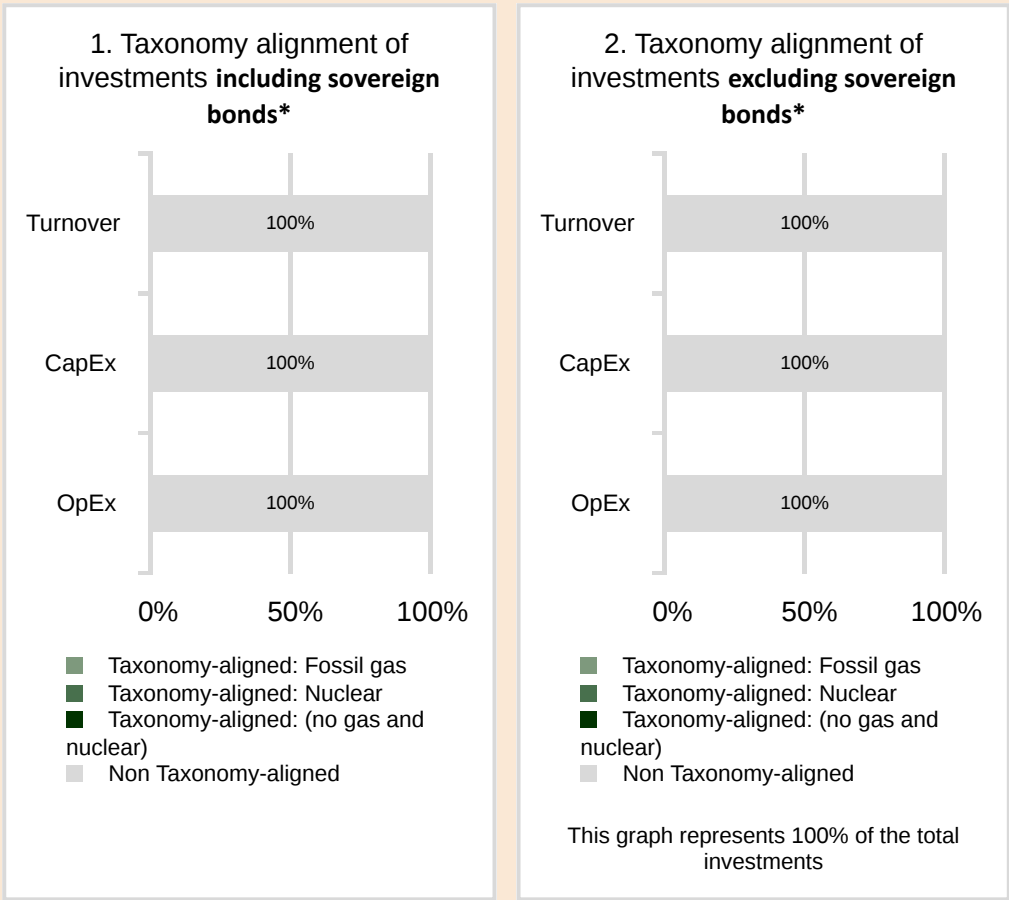 1. Taxonomy alignment of
investments including sovereign
bonds*
Turnover
100%
CapEx
100%
OpEx
100%
0% 50% 100%
Taxonomy-aligned: Fossil gas
Taxonomy-aligned: Nuclear
Taxonomy-aligned: (no gas and
nuclear)
Non Taxonomy-aligned
2. Taxonomy alignment of
investments excluding sovereign
bonds*
Turnover
100%
CapEx
100%
OpEx
100%
0% 50% 100%
Taxonomy-aligned: Fossil gas
Taxonomy-aligned: Nuclear
Taxonomy-aligned: (no gas and
nuclear)
Non Taxonomy-aligned
This graph represents 100% of the total
investments